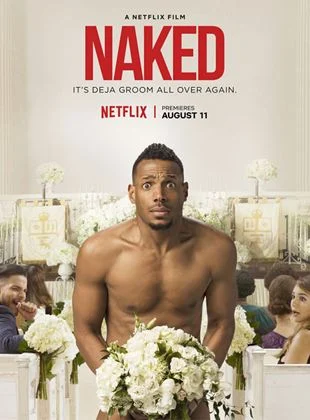 A NETFLIX FILM
NAKED
IT'S DEJA GROOM ALL OVER AGAIN.
NETFLIX | PREMIERES
AUGUST 11